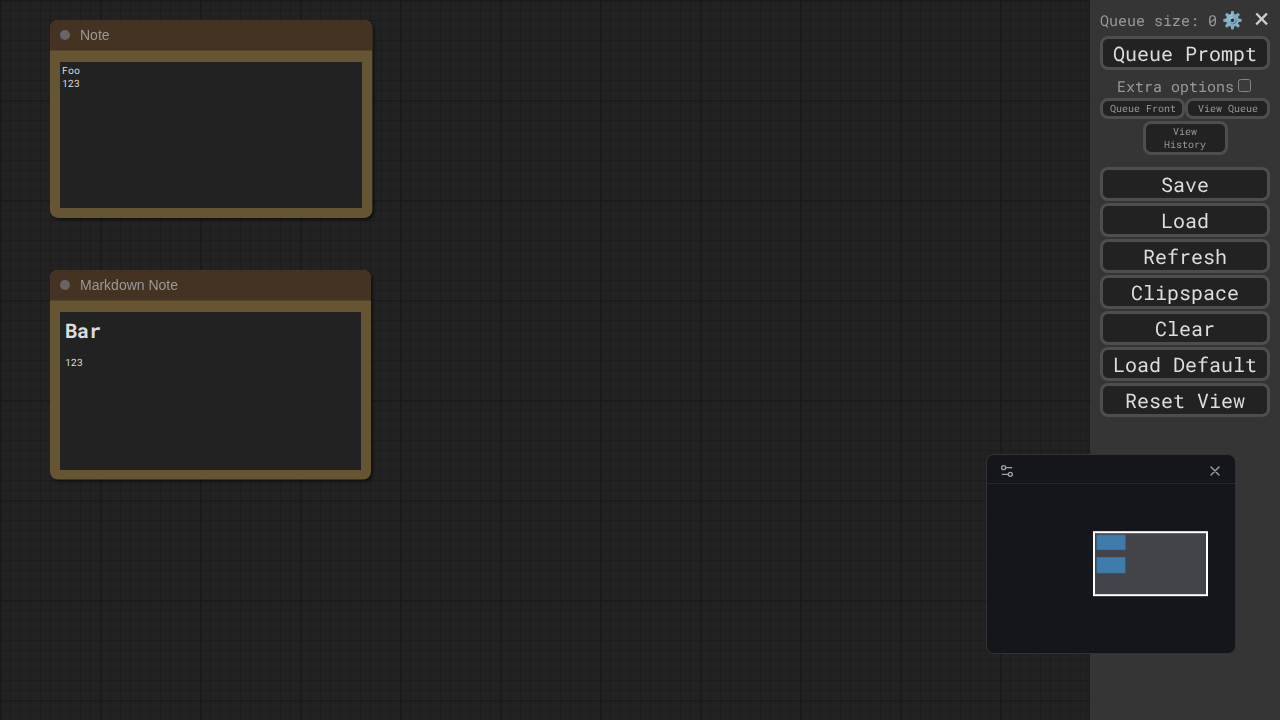 Note
Foo
123
Markdown Note
Bar
123
Queue size: 0
Queue Prompt
Extra options
Queue Front
View Queue
View
History
Save
Load
Refresh
Clipspace
Clear
Load Default
Reset View